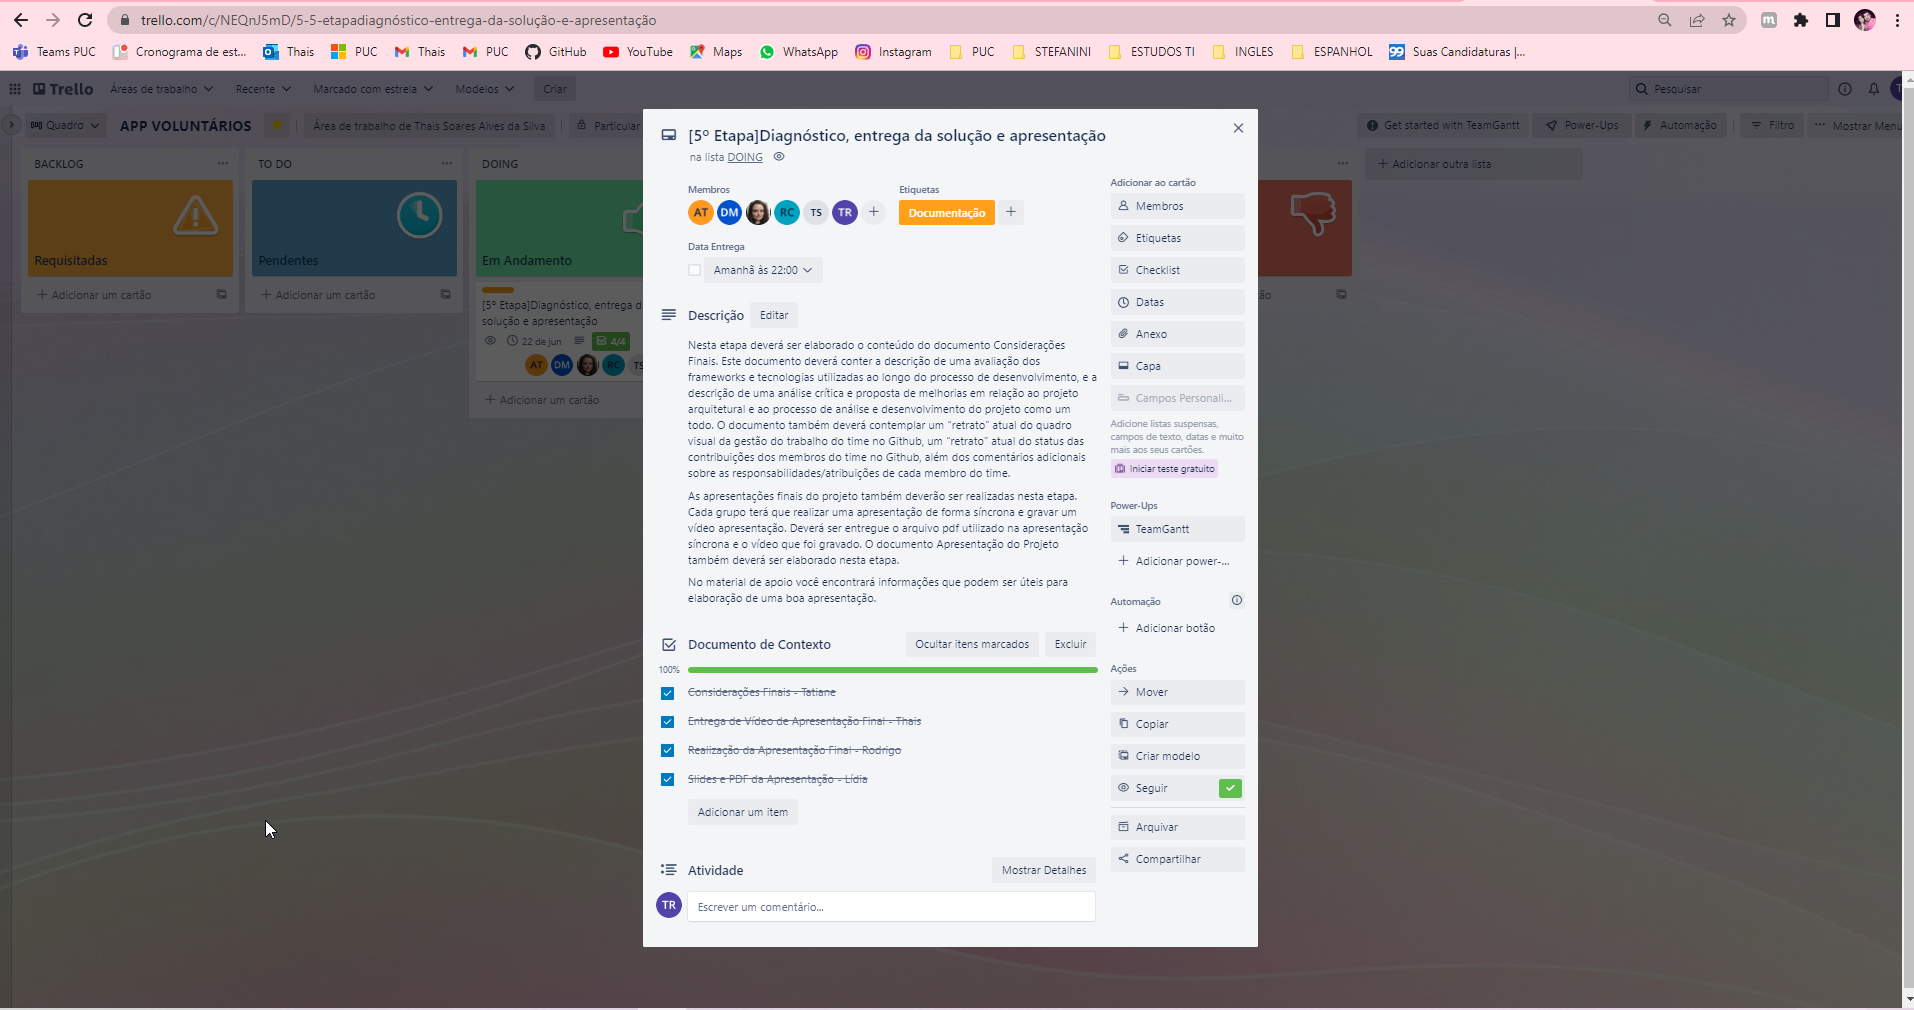 trello.com/c/NEQnJ5mD/5-5-etapadiagnóstico-entrega-da-solução-e-apresentação
Teams PUC
Cronograma de est...
Thais
PUC
Thais
PUC
GitHub
YouTube
Maps
WhatsApp
Instagram
PUC
STEFANINI
ESTUDOS TI
INGLES
ESPANHOL
Suas Candidaturas |...
Trello
Áreas de trabalho
Recente
Marcado com estrela
Modelos
Criar
Pesquisar
Quadro
APP VOLUNTÁRIOS
Área de trabalho de Thais Soares Alves da Silva
Particular
Get started with TeamGantt
Power-Ups
Automação
Filtro
Mostrar Menu
BACKLOG
Requisitadas
+ Adicionar um cartão
TO DO
Pendentes
+ Adicionar um cartão
DOING
Em Andamento
[5º Etapa]Diagnóstico, entrega d
solução e apresentação
22 de jun
4/4
AT DM RC TS
+ Adicionar um cartão
+ Adicionar outra lista
ão
[5º Etapa]Diagnóstico, entrega da solução e apresentação
na lista DOING
Membros
AT DM RC TS TR +
Etiquetas
Documentação +
Data Entrega
Amanhã às 22:00
Descrição
Editar
Nesta etapa deverá ser elaborado o conteúdo do documento Considerações
Finais. Este documento deverá conter a descrição de uma avaliação dos
frameworks e tecnologias utilizadas ao longo do processo de desenvolvimento, e a
descrição de uma análise crítica e proposta de melhorias em relação ao projeto
arquitetural e ao processo de análise e desenvolvimento do projeto como um
todo. O documento também deverá contemplar um “retrato” atual do quadro
visual da gestão do trabalho do time no Github, um “retrato” atual do status das
contribuições dos membros do time no Github, além dos comentários adicionais
sobre as responsabilidades/atribuições de cada membro do time.
As apresentações finais do projeto também deverão ser realizadas nesta etapa.
Cada grupo terá que realizar uma apresentação de forma síncrona e gravar um
vídeo apresentação. Deverá ser entregue o arquivo pdf utilizado na apresentação
síncrona e o vídeo que foi gravado. O documento Apresentação do Projeto
também deverá ser elaborado nesta etapa.
No material de apoio você encontrará informações que podem ser úteis para
elaboração de uma boa apresentação.
Documento de Contexto
Ocultar itens marcados
Excluir
100%
Considerações Finais - Tatiane
Entrega de Vídeo de Apresentação Final - Thais
Realização da Apresentação Final - Rodrigo
Slides e PDF da Apresentação - Lídia
Adicionar um item
Atividade
Mostrar Detalhes
TR
Escrever um comentário...
Adicionar ao cartão
Membros
Etiquetas
Checklist
Datas
Anexo
Capa
Campos Personali...
Adicione listas suspensas,
campos de texto, datas e muito
mais aos seus cartões.
Iniciar teste gratuito
Power-Ups
TeamGantt
+ Adicionar power-...
Automação
+ Adicionar botão
Ações
Mover
Copiar
Criar modelo
Seguir
Arquivar
Compartilhar